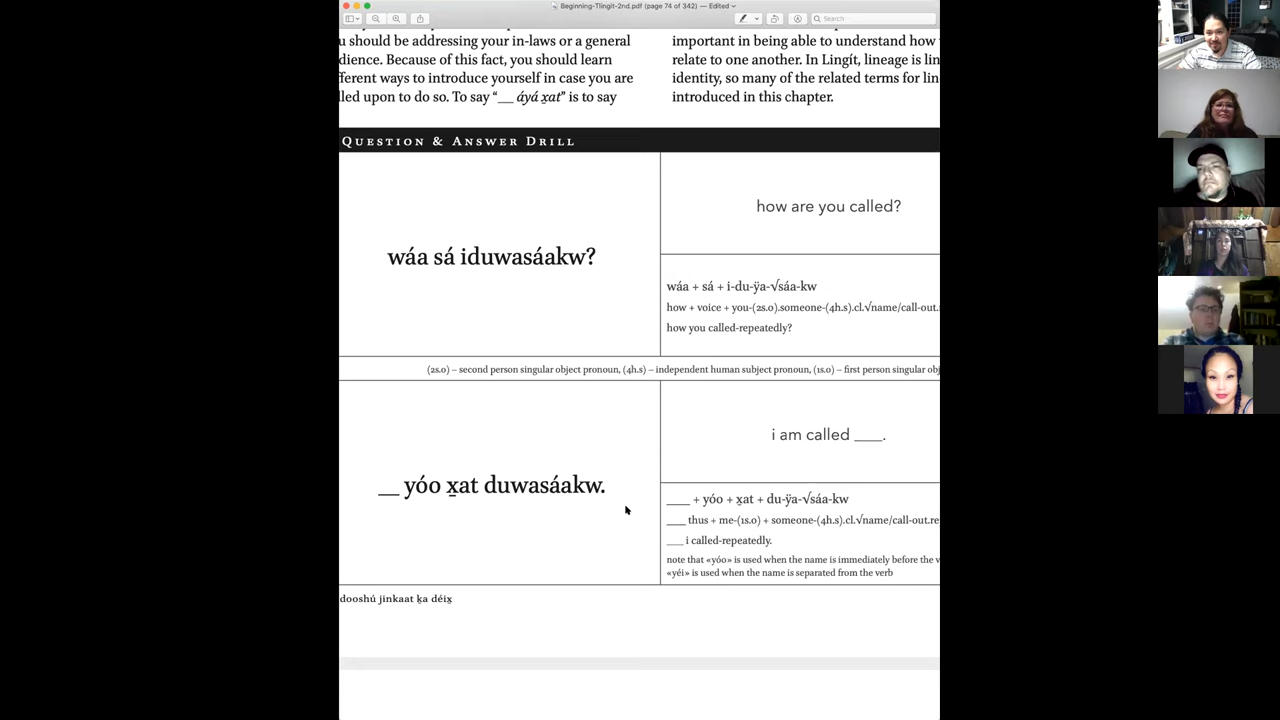 Beginning-Tlingit-2nd.pdf (page 74 of 342) — Edited
Search
u should be addressing your in-laws or a general
dience. Because of this fact, you should learn
fferent ways to introduce yourself in case you are
lled upon to do so. To say “__ áyá x̱at” is to say
important in being able to understand how
relate to one another. In Lingít, lineage is lin
identity, so many of the related terms for lin
introduced in this chapter.
Question & Answer Drill
wáa sá iduwasáakw?
how are you called?
wáa + sá + i-du-ÿa-√sáa-kw
how + voice + you-(2s.o).someone-(4h.s).cl.√name/call-out.
how you called-repeatedly?
(2s.o) – second person singular object pronoun, (4h.s) – independent human subject pronoun, (1s.o) – first person singular obj
__ yóo x̱at duwasáakw.
i am called ____.
____ + yóo + x̱at + du-ÿa-√sáa-kw
____ thus + me-(1s.o) + someone-(4h.s).cl.√name/call-out.re
___ i called-repeatedly.
note that «yóo» is used when the name is immediately before the v
«yéi» is used when the name is separated from the verb
dooshú jinkaat ḵa déix̱